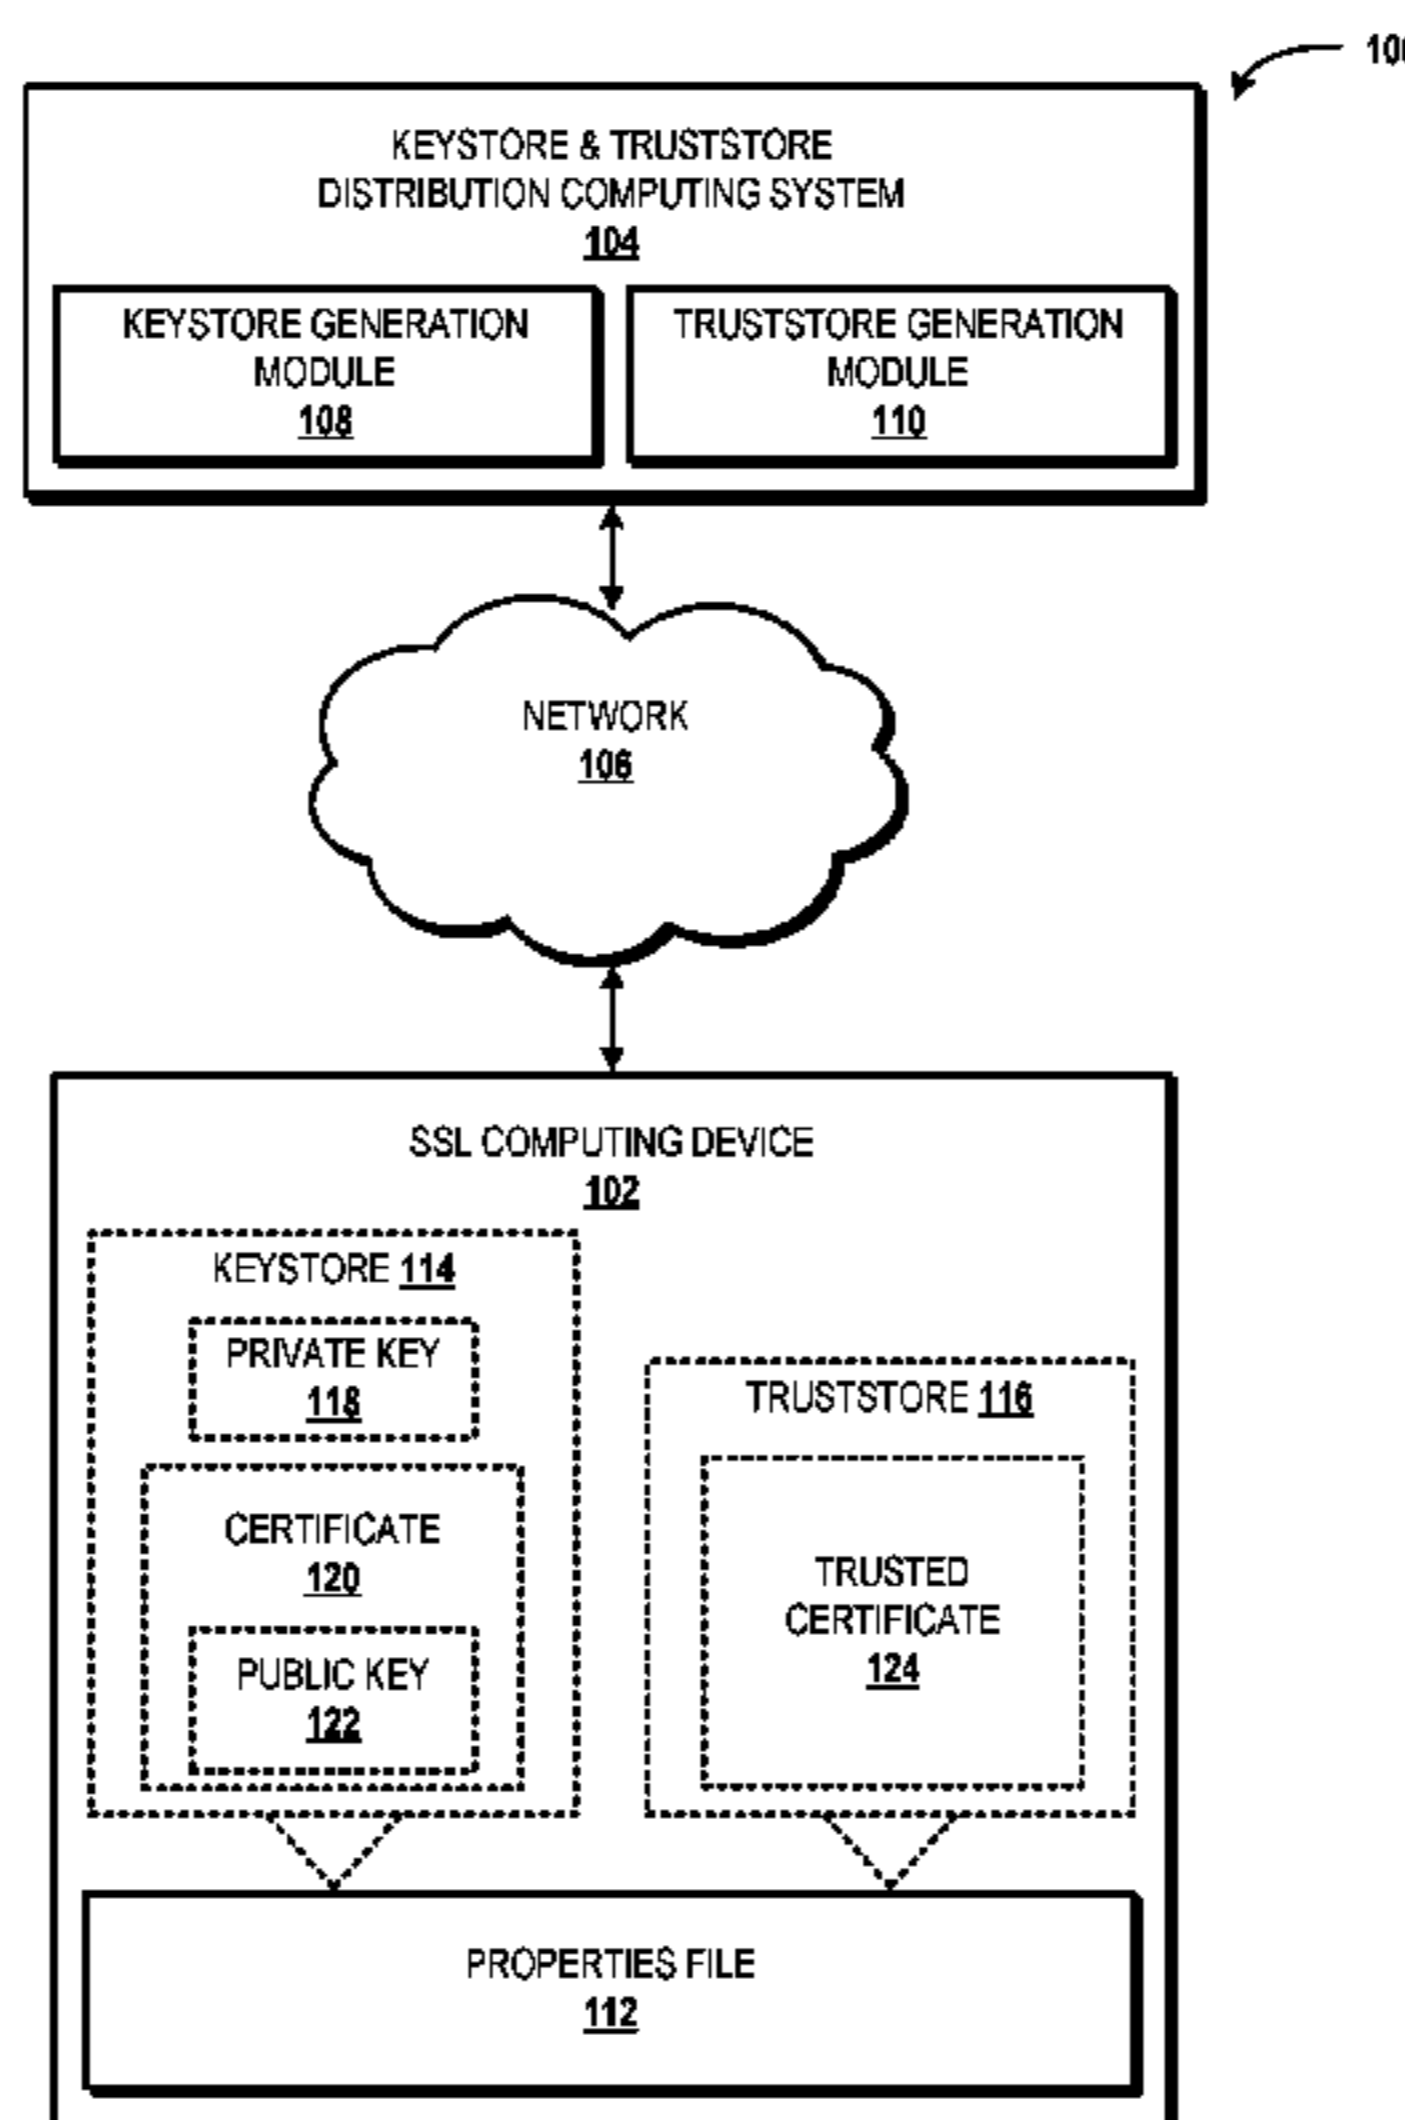 KEYSTORE & TRUSTSTORE
DISTRIBUTION COMPUTING SYSTEM
104
KEYSTORE GENERATION
MODULE
108
TRUSTSTORE GENERATION
MODULE
110
NETWORK
106
SSL COMPUTING DEVICE
102
KEYSTORE 114
PRIVATE KEY
118
CERTIFICATE
120
PUBLIC KEY
122
TRUSTSTORE 116
TRUSTED
CERTIFICATE
124
PROPERTIES FILE
112